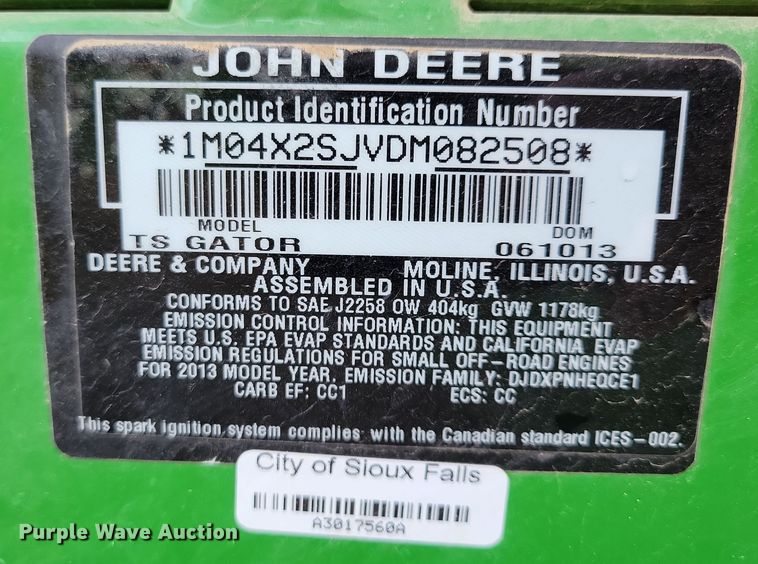 JOHN DEERE
Product Identification Number
*1M04X2SJVDM082508*
MODEL DOM
TS GATOR 061013
DEERE & COMPANY MOLINE, ILLINOIS, U.S.A.
ASSEMBLED IN U.S.A.
CONFORMS TO SAE J2258 OW 404kg GVW 1178kg
EMISSION CONTROL INFORMATION: THIS EQUIPMENT
MEETS U.S. EPA EVAP STANDARDS AND CALIFORNIA EVAP
EMISSION REGULATIONS FOR SMALL OFF-ROAD ENGINES
FOR 2013 MODEL YEAR, EMISSION FAMILY: DJDXPNHEQCE1
CARB EF: CC1 ECS: CC
This spark ignition system complies with the Canadian standard ICES-002.
City of Sioux Falls
A3017560A
Purple Wave Auction